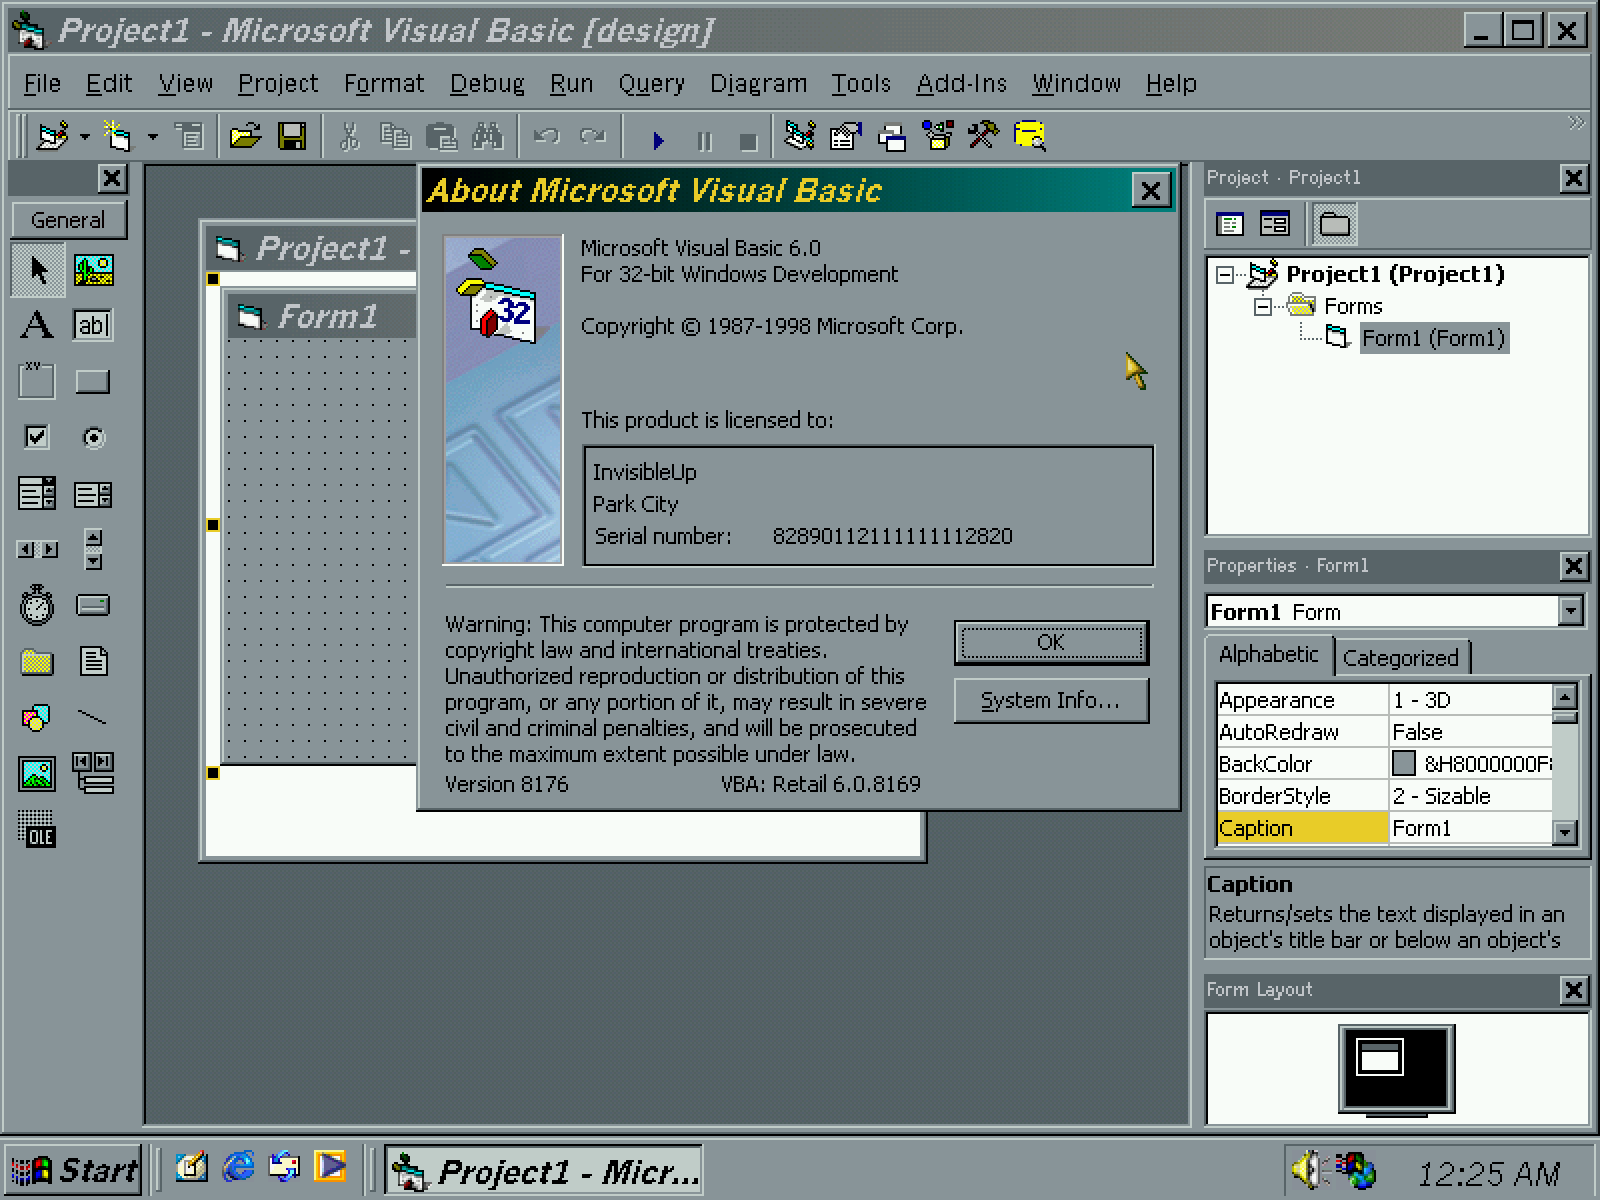 Project1 - Microsoft Visual Basic [design]
File Edit View Project Format Debug Run Query Diagram Tools Add-Ins Window Help
General
A
ab|
XY
OLE
Project1 -
Form1
About Microsoft Visual Basic
32
Microsoft Visual Basic 6.0
For 32-bit Windows Development
Copyright © 1987-1998 Microsoft Corp.
This product is licensed to:
InvisibleUp
Park City
Serial number: 82890112111111112820
Warning: This computer program is protected by
copyright law and international treaties.
Unauthorized reproduction or distribution of this
program, or any portion of it, may result in severe
civil and criminal penalties, and will be prosecuted
to the maximum extent possible under law.
Version 8176 VBA: Retail 6.0.8169
OK
System Info...
Project - Project1
Project1 (Project1)
Forms
Form1 (Form1)
Properties - Form1
Form1 Form
Alphabetic Categorized
Appearance 1 - 3D
AutoRedraw False
BackColor &H8000000F&
BorderStyle 2 - Sizable
Caption Form1
Caption
Returns/sets the text displayed in an
object's title bar or below an object's
Form Layout
Start
Project1 - Micr...
12:25 AM